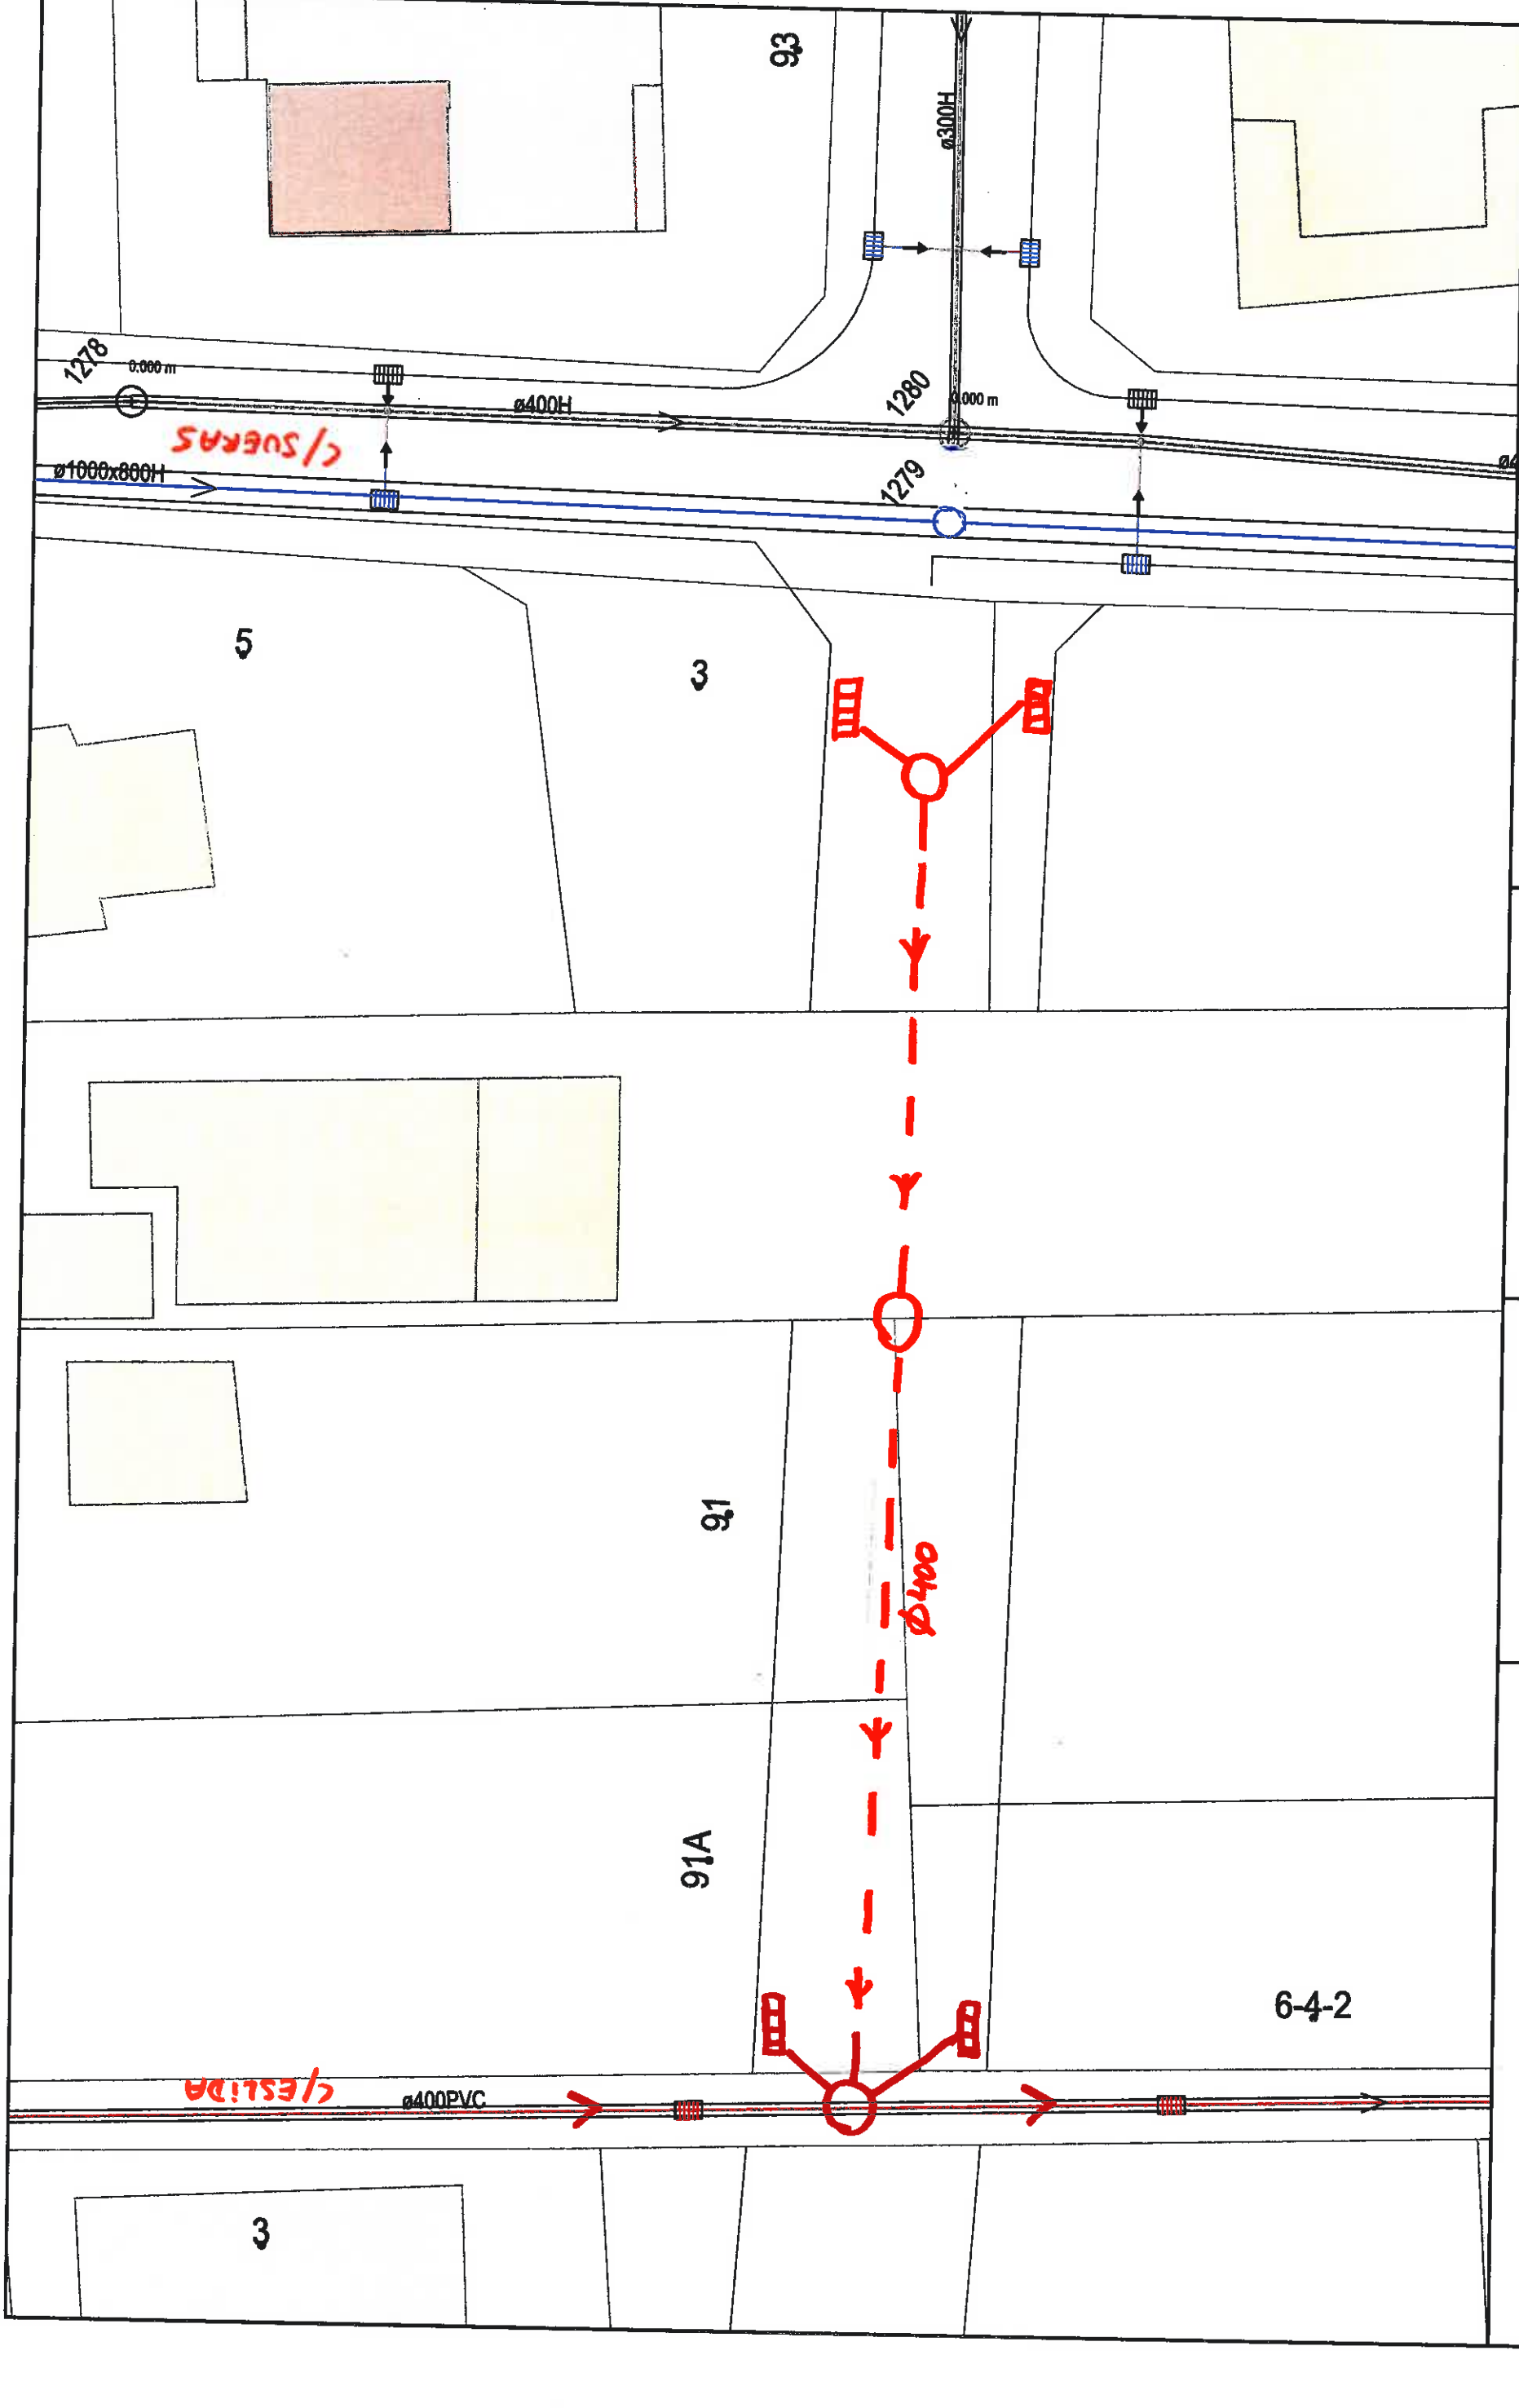 93
ø300H
1278
0.000 m
ø400H
1280
0.000 m
C/SUERAS
ø1000x800H
1279
5
3
91
ø400
91A
6-4-2
C/ESLiDA
ø400PVC
3